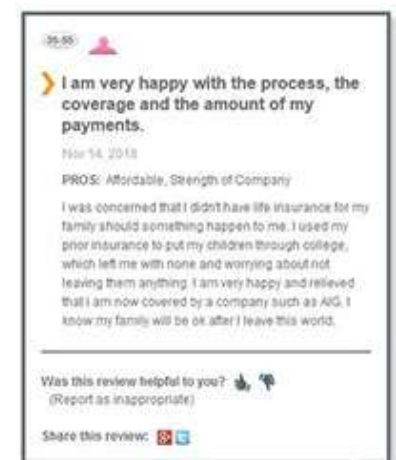 35-55
I am very happy with the process, the
coverage and the amount of my
payments.
Nov 14, 2018
PROS: Affordable, Strength of Company
I was concerned that I didn't have life insurance for my
family should something happen to me. I used my
prior insurance to put my children through college,
which left me with none and worrying about not
leaving them anything. I am very happy and relieved
that I am now covered by a company such as AIG. I
know my family will be ok after I leave this world.
Was this review helpful to you?
(Report as inappropriate)
Share this review: